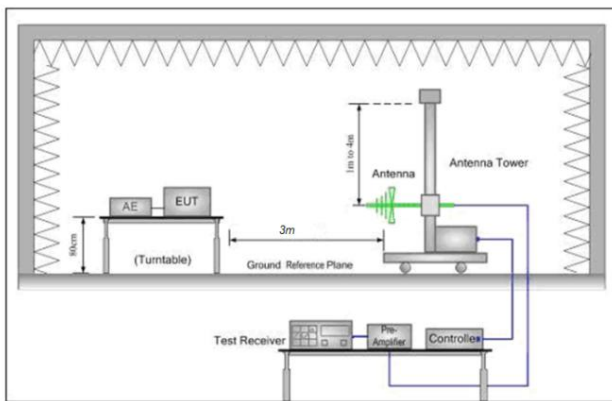 1m to 4m
Antenna
Antenna Tower
AE
EUT
3m
80cm
(Turntable)
Ground Reference Plane
Test Receiver
Pre-
Amplifier
Controller